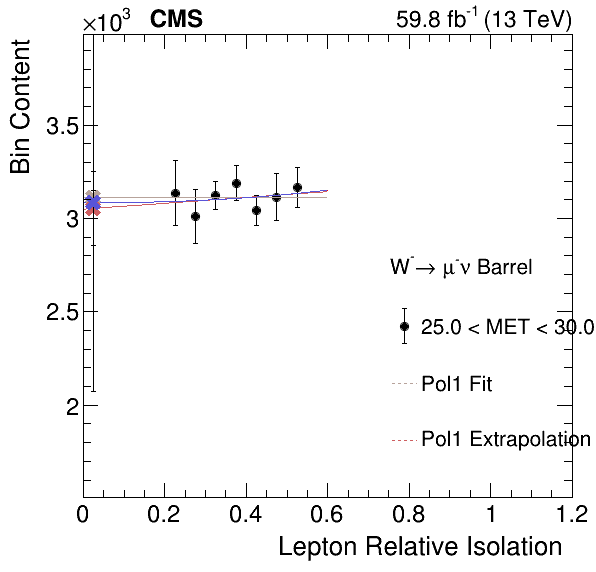 ×10³ CMS 59.8 fb⁻¹ (13 TeV)
Bin Content
3.5
3
2.5
2
W⁻→ μ⁻ν Barrel
25.0 < MET < 30.0
Pol1 Fit
Pol1 Extrapolation
0 0.2 0.4 0.6 0.8 1 1.2
Lepton Relative Isolation